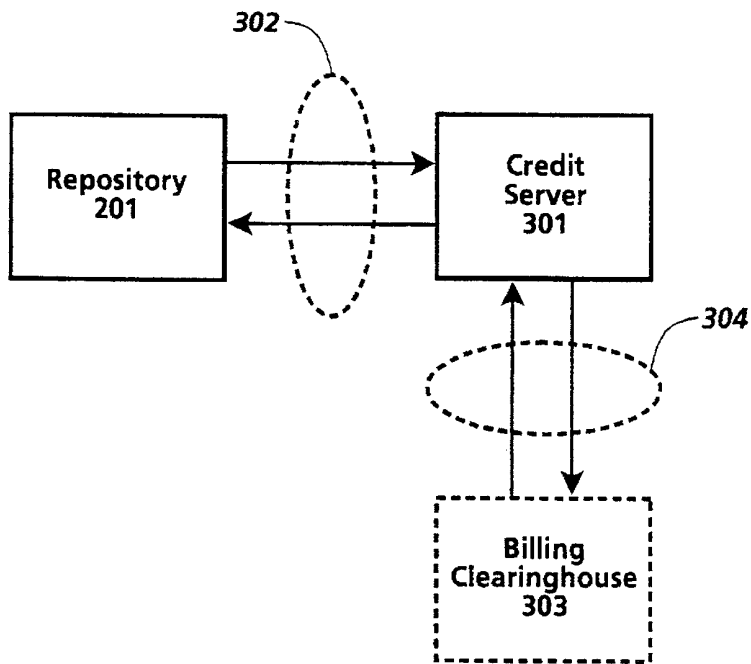 302
Repository
201
Credit
Server
301
304
Billing
Clearinghouse
303